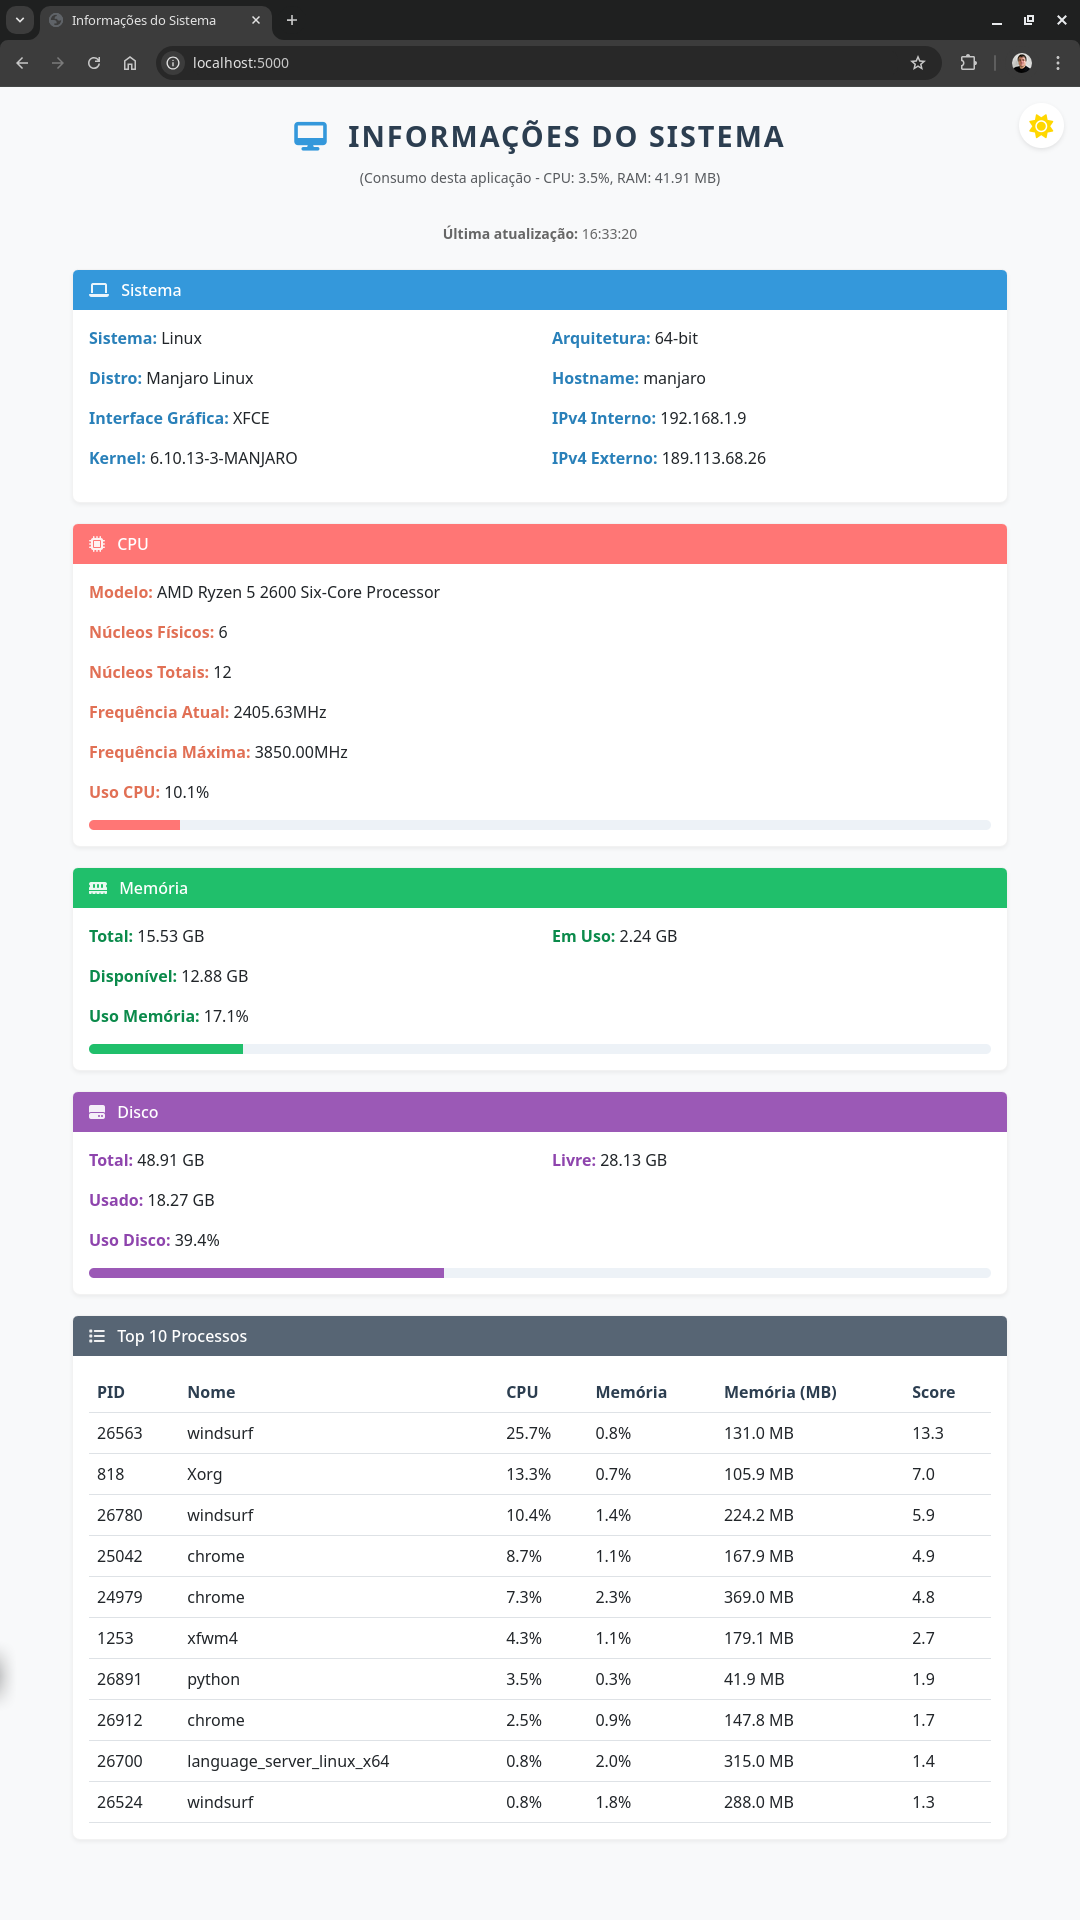 Informações do Sistema
localhost:5000
INFORMAÇÕES DO SISTEMA
(Consumo desta aplicação - CPU: 3.5%, RAM: 41.91 MB)
Última atualização: 16:33:20
Sistema
Sistema: Linux
Arquitetura: 64-bit
Distro: Manjaro Linux
Hostname: manjaro
Interface Gráfica: XFCE
IPv4 Interno: 192.168.1.9
Kernel: 6.10.13-3-MANJARO
IPv4 Externo: 189.113.68.26
CPU
Modelo: AMD Ryzen 5 2600 Six-Core Processor
Núcleos Físicos: 6
Núcleos Totais: 12
Frequência Atual: 2405.63MHz
Frequência Máxima: 3850.00MHz
Uso CPU: 10.1%
Memória
Total: 15.53 GB
Em Uso: 2.24 GB
Disponível: 12.88 GB
Uso Memória: 17.1%
Disco
Total: 48.91 GB
Livre: 28.13 GB
Usado: 18.27 GB
Uso Disco: 39.4%
Top 10 Processos
PID Nome CPU Memória Memória (MB) Score
26563 windsurf 25.7% 0.8% 131.0 MB 13.3
818 Xorg 13.3% 0.7% 105.9 MB 7.0
26780 windsurf 10.4% 1.4% 224.2 MB 5.9
25042 chrome 8.7% 1.1% 167.9 MB 4.9
24979 chrome 7.3% 2.3% 369.0 MB 4.8
1253 xfwm4 4.3% 1.1% 179.1 MB 2.7
26891 python 3.5% 0.3% 41.9 MB 1.9
26912 chrome 2.5% 0.9% 147.8 MB 1.7
26700 language_server_linux_x64 0.8% 2.0% 315.0 MB 1.4
26524 windsurf 0.8% 1.8% 288.0 MB 1.3